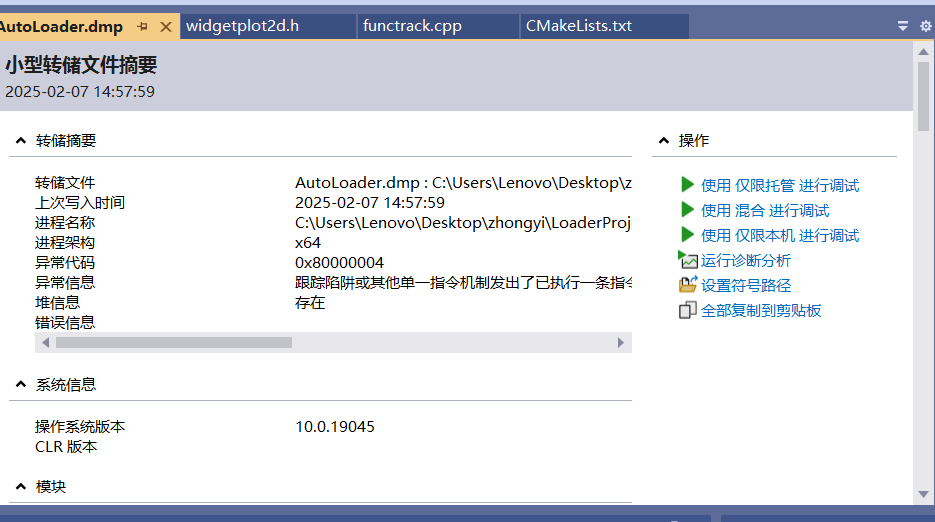 AutoLoader.dmp widgetplot2d.h functrack.cpp CMakeLists.txt
小型转储文件摘要
2025-02-07 14:57:59
转储摘要
转储文件 AutoLoader.dmp : C:\Users\Lenovo\Desktop\z
上次写入时间 2025-02-07 14:57:59
进程名称 C:\Users\Lenovo\Desktop\zhongyi\LoaderProj
进程架构 x64
异常代码 0x80000004
异常信息 跟踪陷阱或其他单一指令机制发出了已执行一条指令
堆信息 存在
错误信息
系统信息
操作系统版本 10.0.19045
CLR 版本
模块
操作
使用 仅限托管 进行调试
使用 混合 进行调试
使用 仅限本机 进行调试
运行诊断分析
设置符号路径
全部复制到剪贴板